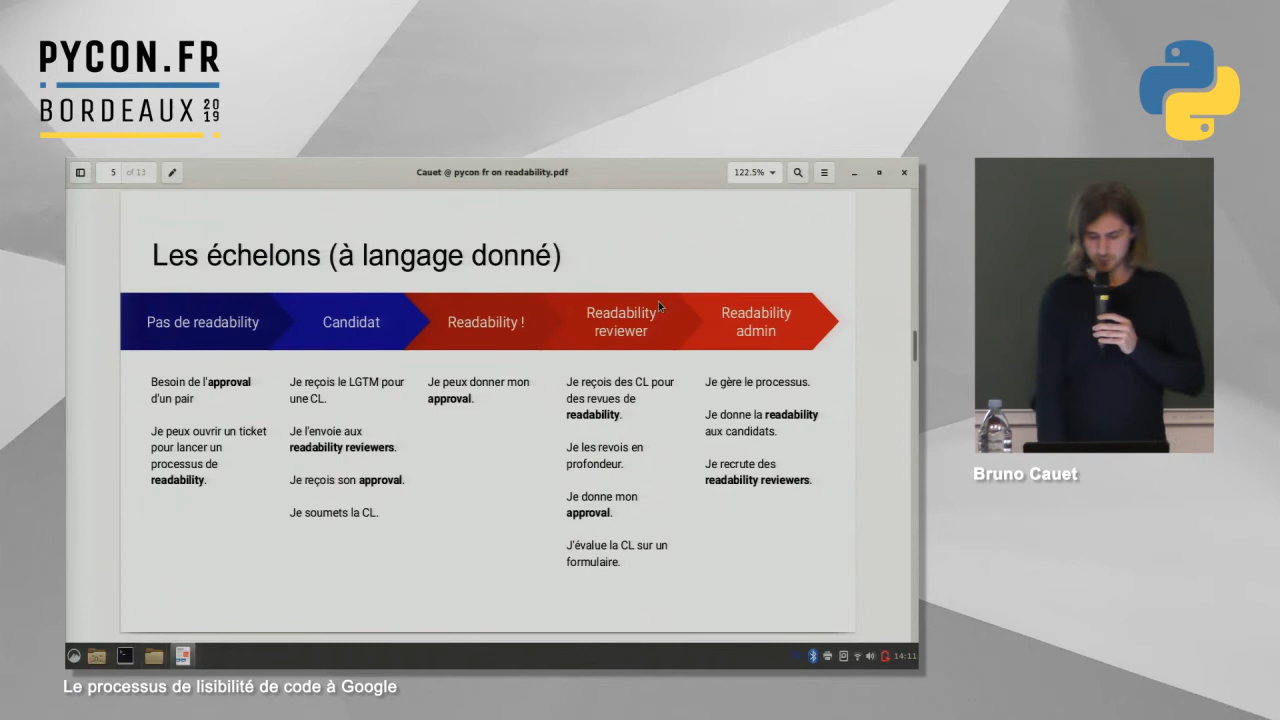 PYCON.FR
BORDEAUX 2019
5 of 13
Cauet @ pycon fr on readability.pdf
122.5%
Les échelons (à langage donné)
Pas de readability
Candidat
Readability !
Readability
reviewer
Readability
admin
Besoin de l'approval
d'un pair
Je peux ouvrir un ticket
pour lancer un
processus de
readability.
Je reçois le LGTM pour
une CL.
Je l'envoie aux
readability reviewers.
Je reçois son approval.
Je soumets la CL.
Je peux donner mon
approval.
Je reçois des CL pour
des revues de
readability.
Je les revois en
profondeur.
Je donne mon
approval.
J'évalue la CL sur un
formulaire.
Je gère le processus.
Je donne la readability
aux candidats.
Je recrute des
readability reviewers.
14:11
Bruno Cauet
Le processus de lisibilité de code à Google